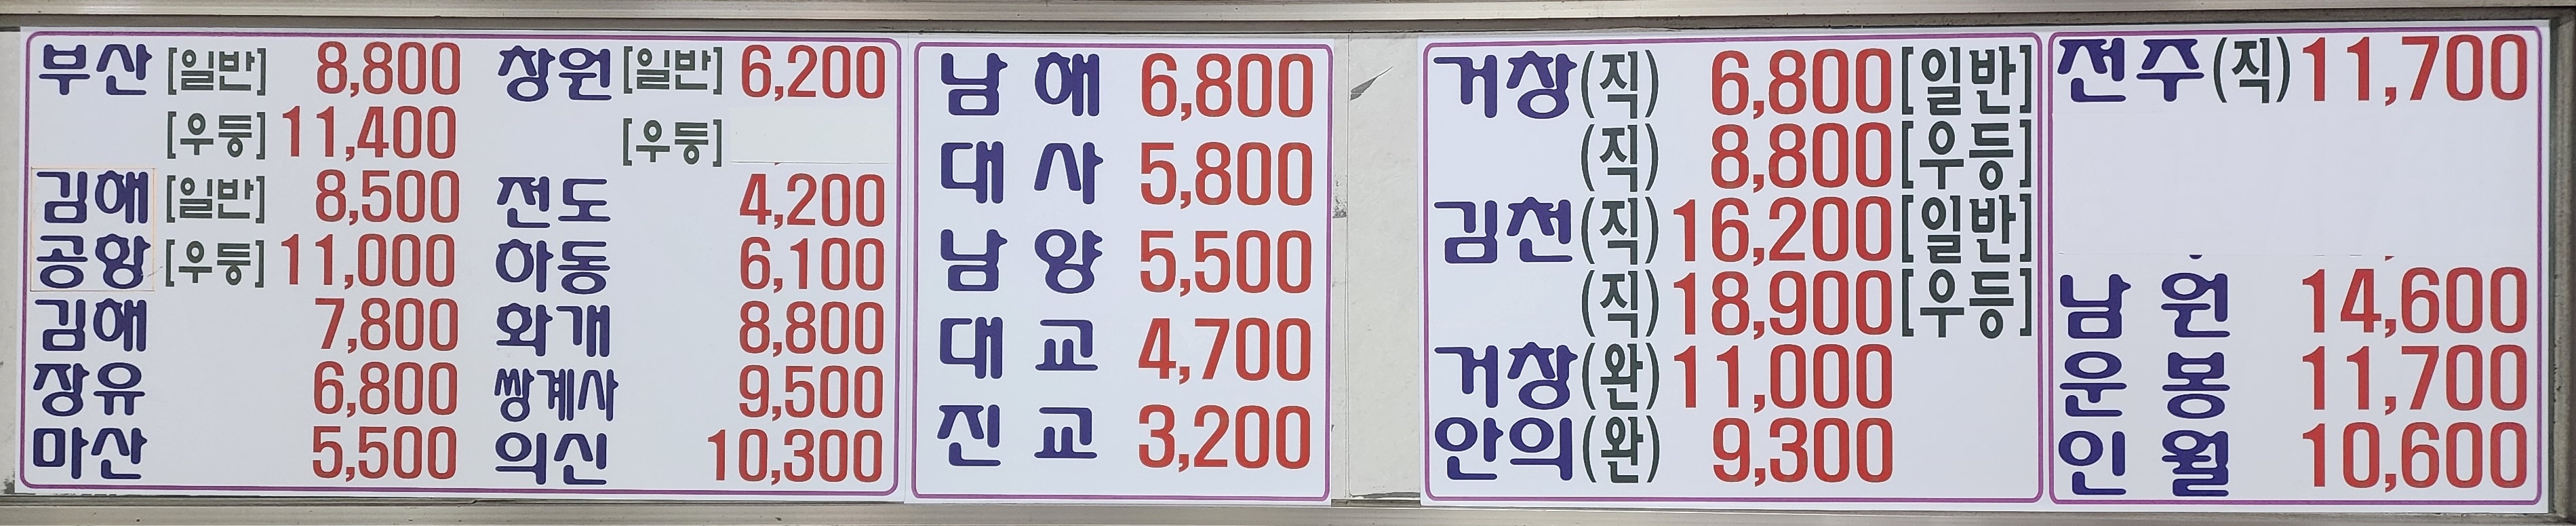 부산 [일반] 8,800
[우등] 11,400
김해 [일반] 8,500
공항 [우등] 11,000
김해 7,800
장유 6,800
마산 5,500
창원 [일반] 6,200
[우등]
전도 4,200
하동 6,100
화개 8,800
쌍계사 9,500
의신 10,300
남해 6,800
대사 5,800
남양 5,500
대교 4,700
진교 3,200
거창(직) 6,800 [일반]
(직) 8,800 [우등]
김천(직) 16,200 [일반]
(직) 18,900 [우등]
거창(완) 11,000
안의(완) 9,300
전주(직) 11,700
남원 14,600
운봉 11,700
인월 10,600